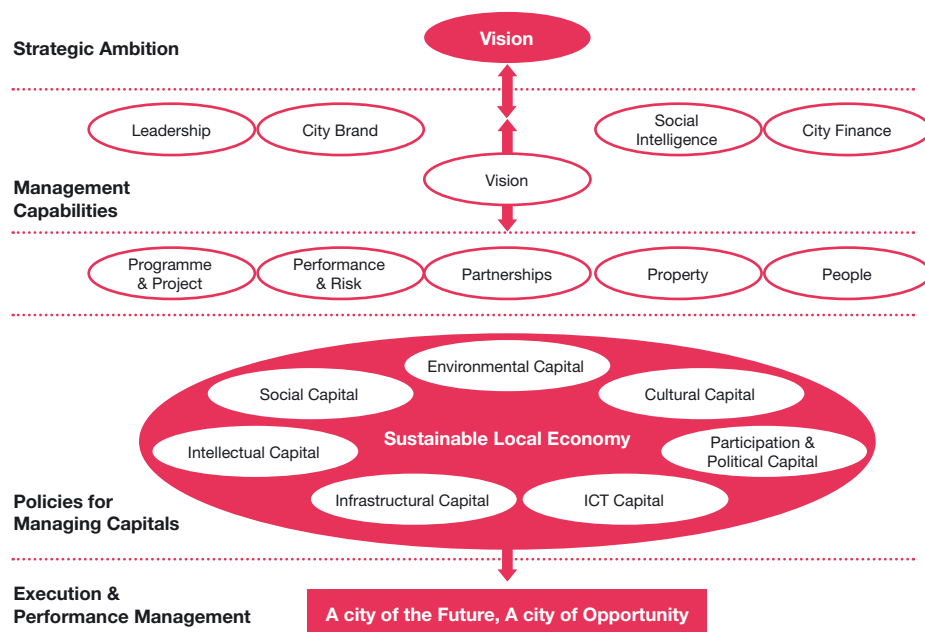 Vision
Strategic Ambition
Leadership
City Brand
Social
Intelligence
City Finance
Vision
Management
Capabilities
Programme
& Project
Performance
& Risk
Partnerships
Property
People
Environmental Capital
Social Capital
Cultural Capital
Sustainable Local Economy
Intellectual Capital
Participation &
Political Capital
Infrastructural Capital
ICT Capital
Policies for
Managing Capitals
Execution &
Performance Management
A city of the Future, A city of Opportunity